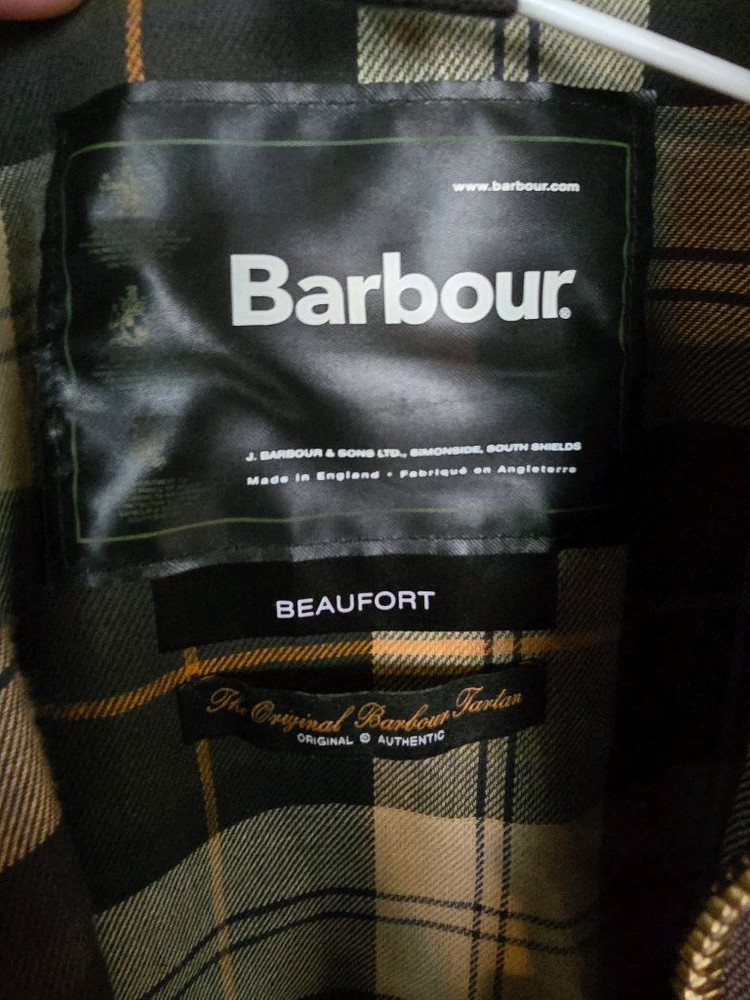 www.barbour.com
Barbour®
J. BARBOUR & SONS LTD., SIMONSIDE, SOUTH SHIELDS
Made in England - Fabriqué en Angleterre
BEAUFORT
The Original Barbour Tartan
ORIGINAL © AUTHENTIC